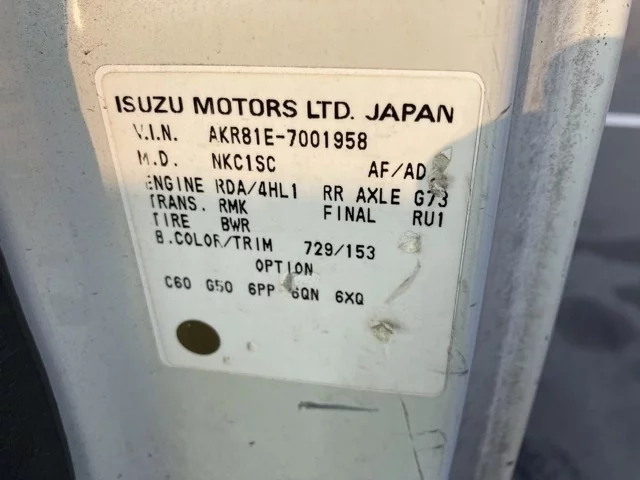 ISUZU MOTORS LTD. JAPAN
V.I.N. AKR81E-7001958
M.D. NKC1SC AF/AD
ENGINE RDA/4HL1 RR AXLE G73
TRANS. RMK FINAL RU1
TIRE BWR
B.COLOR/TRIM 729/153
OPTION
C60 G50 6PP 6QN 6XQ